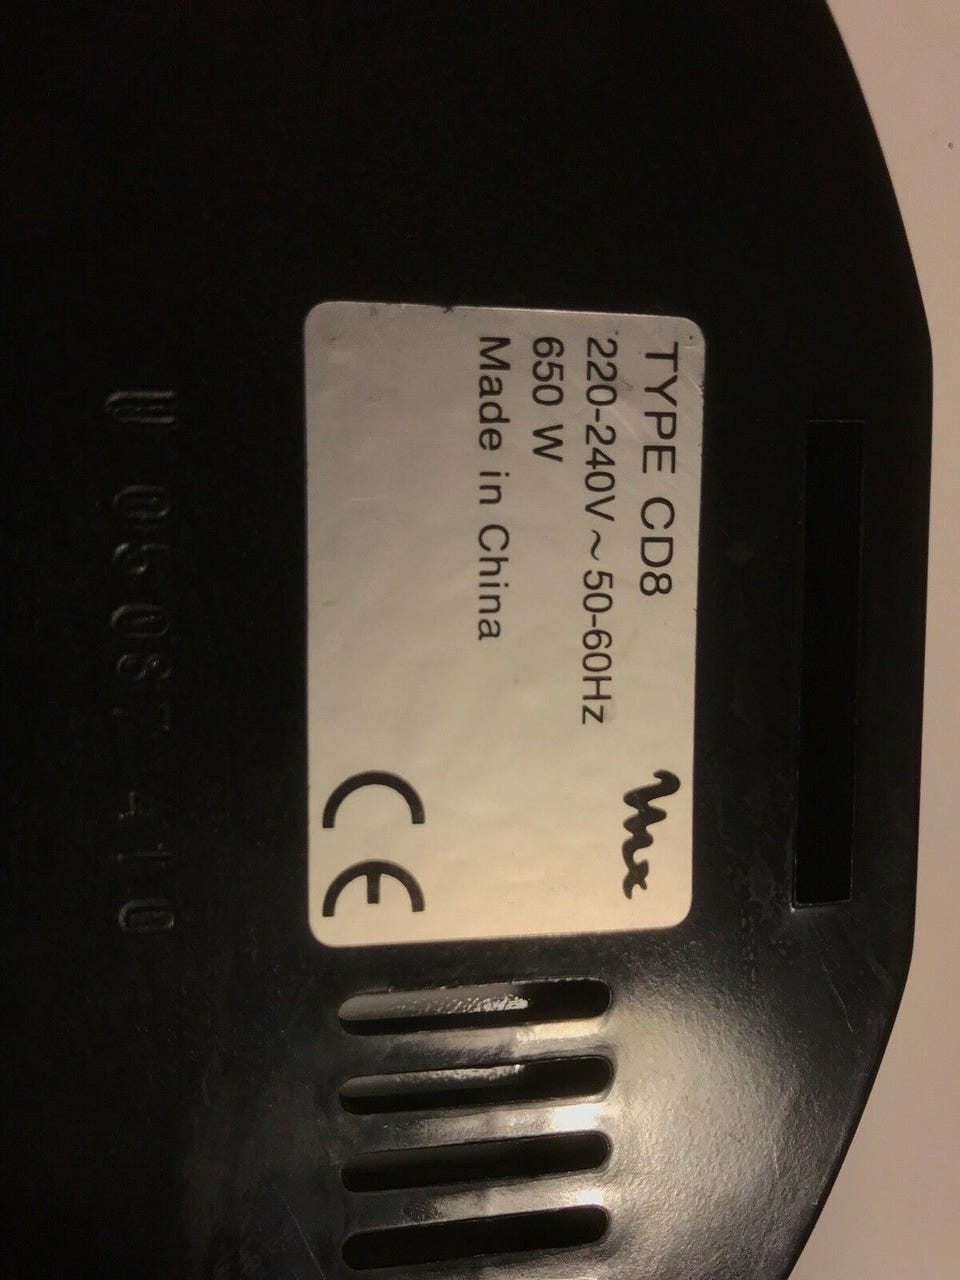 TYPE CD8
220-240V~50-60Hz
650 W
Made in China
CE